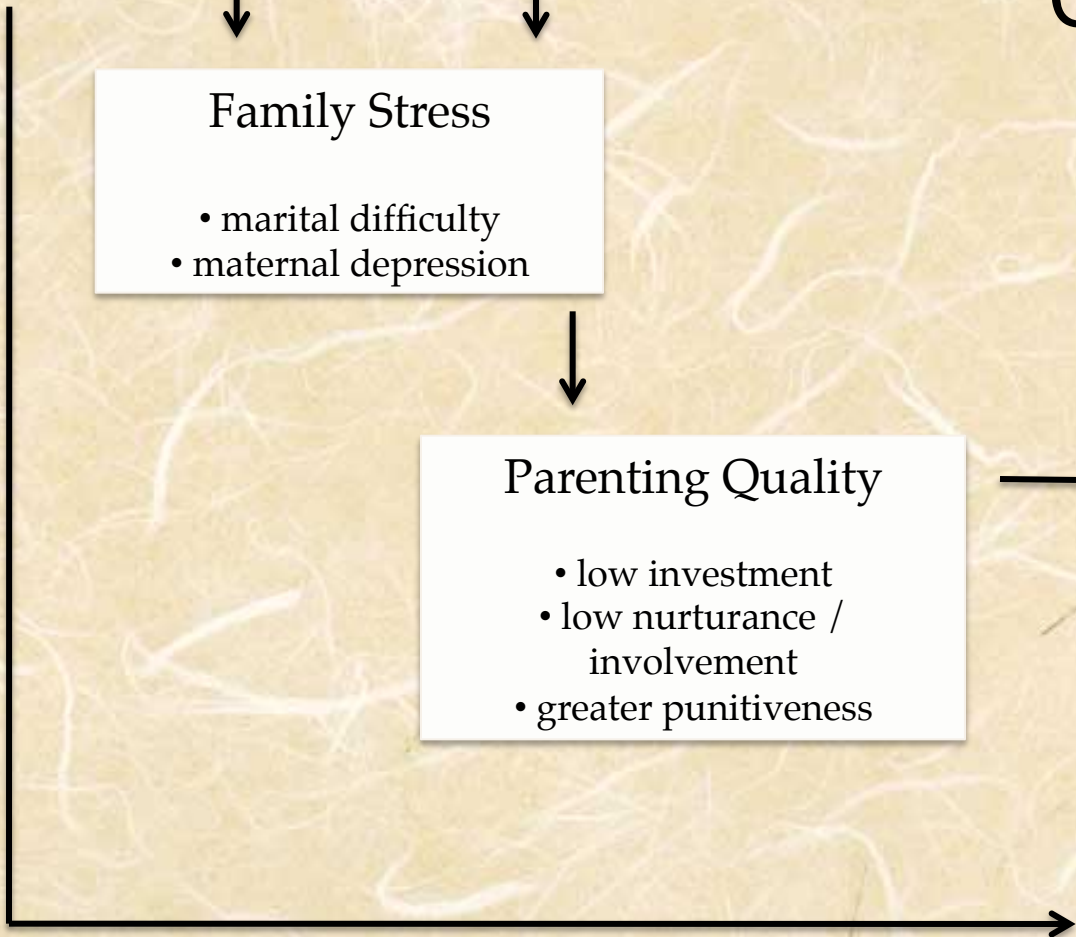 Family Stress
• marital difficulty
• maternal depression
Parenting Quality
• low investment
• low nurturance /
involvement
• greater punitiveness